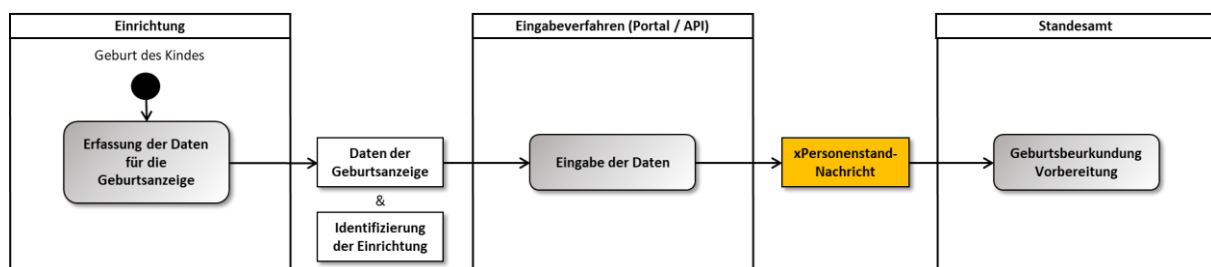 Einrichtung
Geburt des Kindes
Erfassung der Daten
für die
Geburtsanzeige
Daten der
Geburtsanzeige
&
Identifizierung
der Einrichtung
Eingabeverfahren (Portal / API)
Eingabe der Daten
xPersonenstand-
Nachricht
Standesamt
Geburtsbeurkundung
Vorbereitung